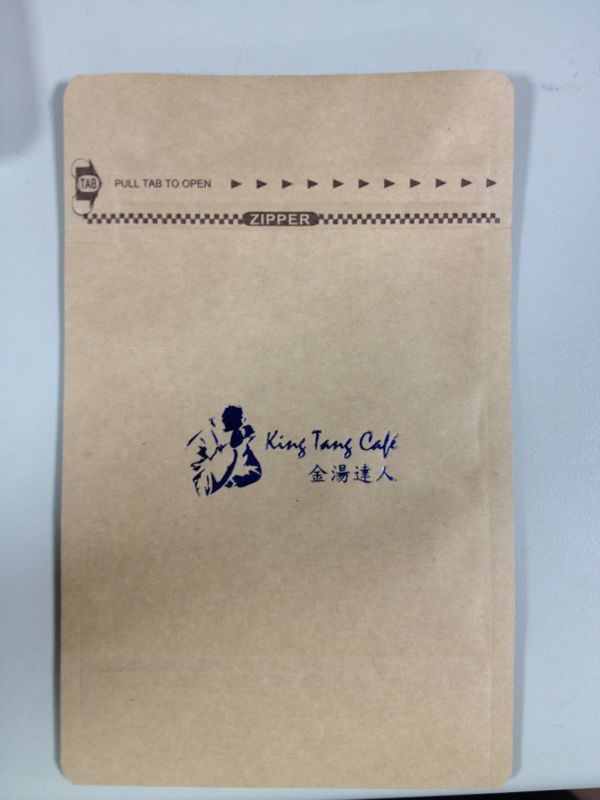 TAB
PULL TAB TO OPEN
ZIPPER
King Tang Café
金湯達人